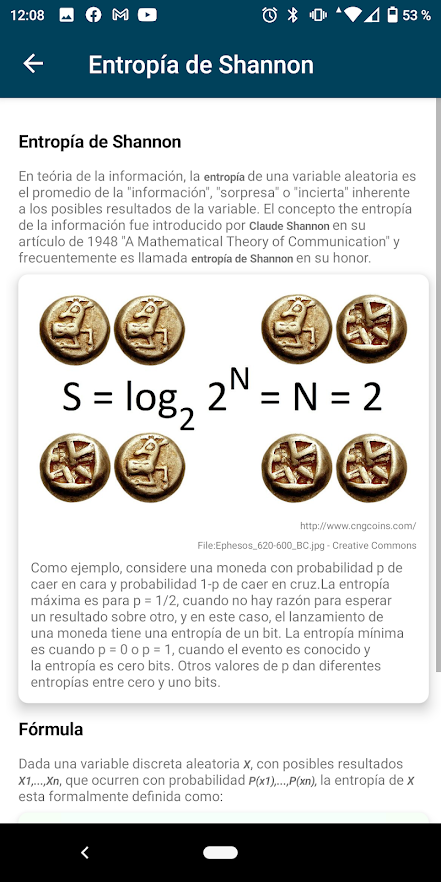 12:08
53 %
Entropía de Shannon
Entropía de Shannon
En teória de la información, la entropía de una variable aleatoria es
el promedio de la "información", "sorpresa" o "incierta" inherente
a los posibles resultados de la variable. El concepto the entropía
de la información fue introducido por Claude Shannon en su
artículo de 1948 "A Mathematical Theory of Communication" y
frecuentemente es llamada entropía de Shannon en su honor.
S = log₂ 2ᴺ = N = 2
http://www.cngcoins.com/
File:Ephesos_620-600_BC.jpg - Creative Commons
Como ejemplo, considere una moneda con probabilidad p de
caer en cara y probabilidad 1-p de caer en cruz.La entropía
máxima es para p = 1/2, cuando no hay razón para esperar
un resultado sobre otro, y en este caso, el lanzamiento de
una moneda tiene una entropía de un bit. La entropía mínima
es cuando p = 0 o p = 1, cuando el evento es conocido y
la entropía es cero bits. Otros valores de p dan diferentes
entropías entre cero y uno bits.
Fórmula
Dada una variable discreta aleatoria X, con posibles resultados
X1,...,Xn, que ocurren con probabilidad P(x1),...,P(xn), la entropía de X
esta formalmente definida como: